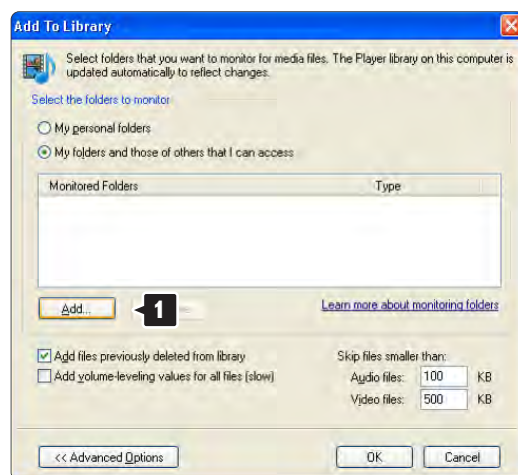 Add To Library
Select folders that you want to monitor for media files. The Player library on this computer is
updated automatically to reflect changes.
Select the folders to monitor
My personal folders
My folders and those of others that I can access
Monitored Folders Type
Add... 1 Learn more about monitoring folders
Add files previously deleted from library
Add volume-leveling values for all files (slow)
Skip files smaller than:
Audio files: 100 KB
Video files: 500 KB
<< Advanced Options OK Cancel